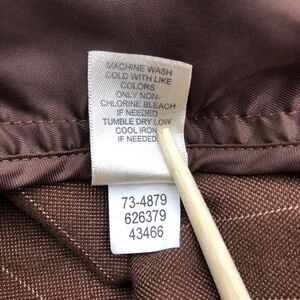 MACHINE WASH
COLD WITH LIKE
COLORS
ONLY NON-
CHLORINE BLEACH
IF NEEDED
TUMBLE DRY LOW
COOL IRON
IF NEEDED
73-4879
626379
43466